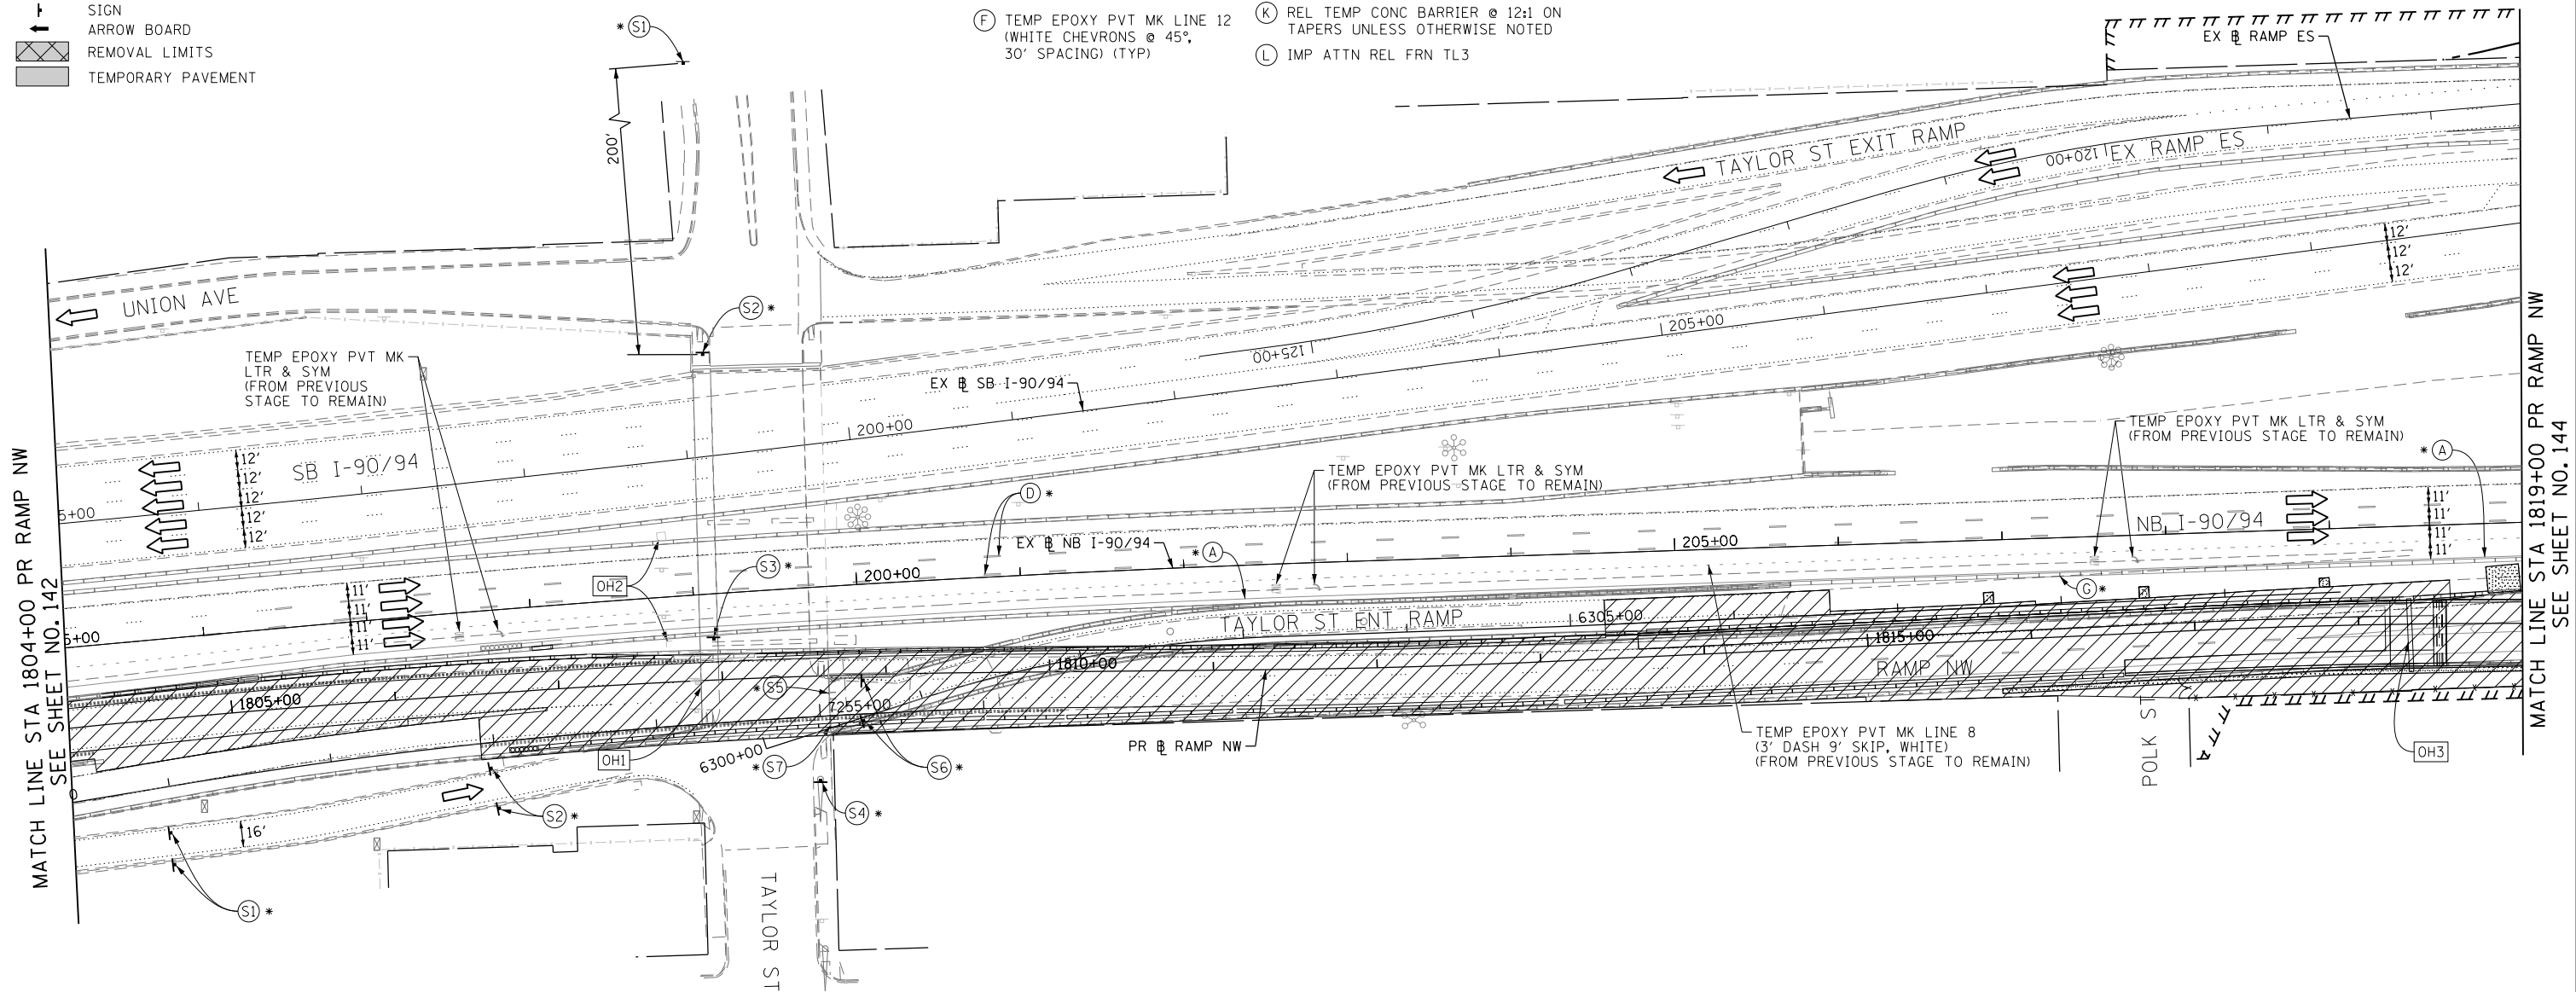 SIGN
ARROW BOARD
REMOVAL LIMITS
TEMPORARY PAVEMENT
* S1
F TEMP EPOXY PVT MK LINE 12
(WHITE CHEVRONS @ 45°,
30' SPACING) (TYP)
K REL TEMP CONC BARRIER @ 12:1 ON
TAPERS UNLESS OTHERWISE NOTED
L IMP ATTN REL FRN TL3
EX ℄ RAMP ES
200'
TAYLOR ST EXIT RAMP
120+00
EX RAMP ES
12'
12'
12'
UNION AVE
S2 *
205+00
125+00
TEMP EPOXY PVT MK
LTR & SYM
(FROM PREVIOUS
STAGE TO REMAIN)
EX ℄ SB I-90/94
200+00
SB I-90/94
12'
12'
12'
12'
12'
5+00
TEMP EPOXY PVT MK LTR & SYM
(FROM PREVIOUS STAGE TO REMAIN)
TEMP EPOXY PVT MK LTR & SYM
(FROM PREVIOUS STAGE TO REMAIN)
* A
D *
EX ℄ NB I-90/94
* A
205+00
NB I-90/94
11'
11'
11'
11'
S3 *
200+00
OH2
11'
11'
11'
11'
5+00
G *
TAYLOR ST ENT RAMP
6305+00
1815+00
RAMP NW
1810+00
* S5
7255+00
1805+00
OH1
6300+00
* S7
S6 *
PR ℄ RAMP NW
TEMP EPOXY PVT MK LINE 8
(3' DASH 9' SKIP, WHITE)
(FROM PREVIOUS STAGE TO REMAIN)
POLK ST
OH3
0
S2 *
S4 *
16'
S1 *
TAYLOR ST
MATCH LINE STA 1804+00 PR RAMP NW
SEE SHEET NO. 142
MATCH LINE STA 1819+00 PR RAMP NW
SEE SHEET NO. 144